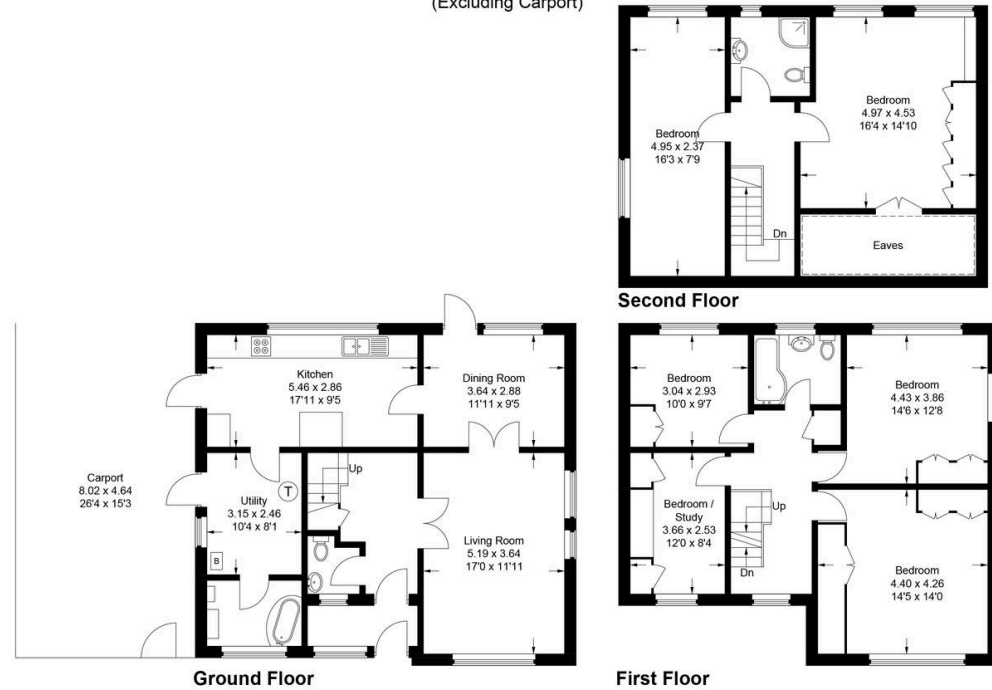 (Excluding Carport)
Bedroom
4.95 x 2.37
16'3 x 7'9
Bedroom
4.97 x 4.53
16'4 x 14'10
Dn
Eaves
Second Floor
Kitchen
5.46 x 2.86
17'11 x 9'5
Dining Room
3.64 x 2.88
11'11 x 9'5
Carport
8.02 x 4.64
26'4 x 15'3
Utility
3.15 x 2.46
10'4 x 8'1
T
B
Up
Living Room
5.19 x 3.64
17'0 x 11'11
Ground Floor
Bedroom
3.04 x 2.93
10'0 x 9'7
Bedroom
4.43 x 3.86
14'6 x 12'8
Bedroom /
Study
3.66 x 2.53
12'0 x 8'4
Up
Dn
Bedroom
4.40 x 4.26
14'5 x 14'0
First Floor